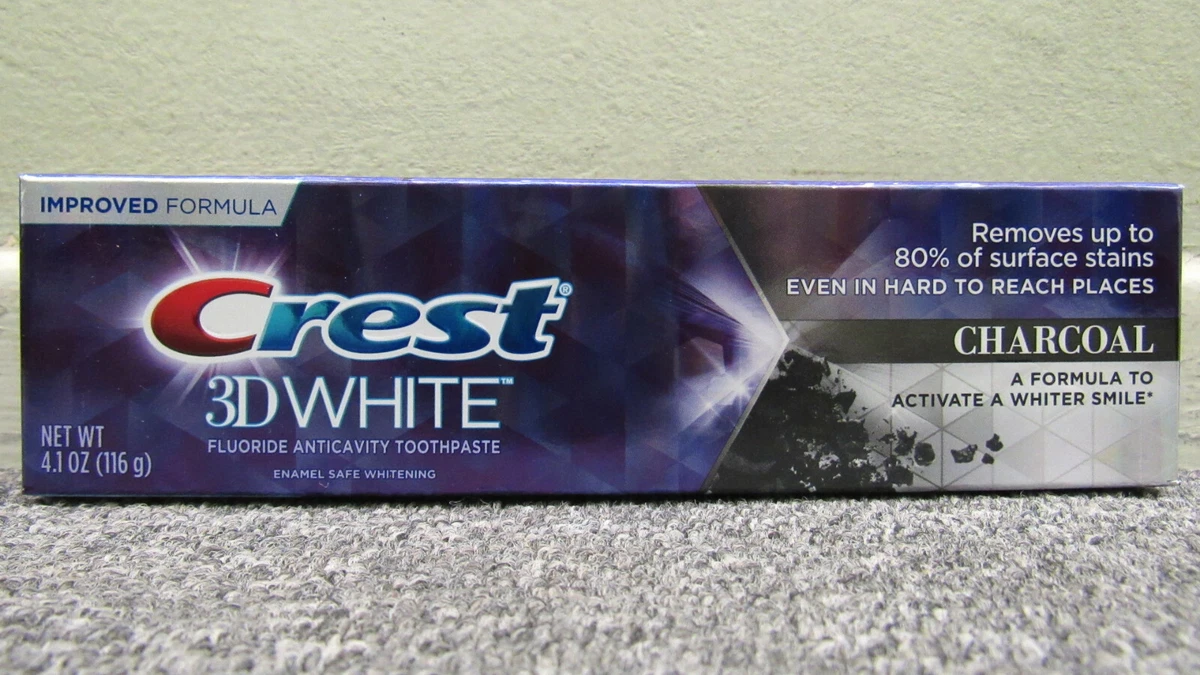 IMPROVED FORMULA
Crest®
3D WHITE™
FLUORIDE ANTICAVITY TOOTHPASTE
ENAMEL SAFE WHITENING
NET WT
4.1 OZ (116 g)
Removes up to
80% of surface stains
EVEN IN HARD TO REACH PLACES
CHARCOAL
A FORMULA TO
ACTIVATE A WHITER SMILE*